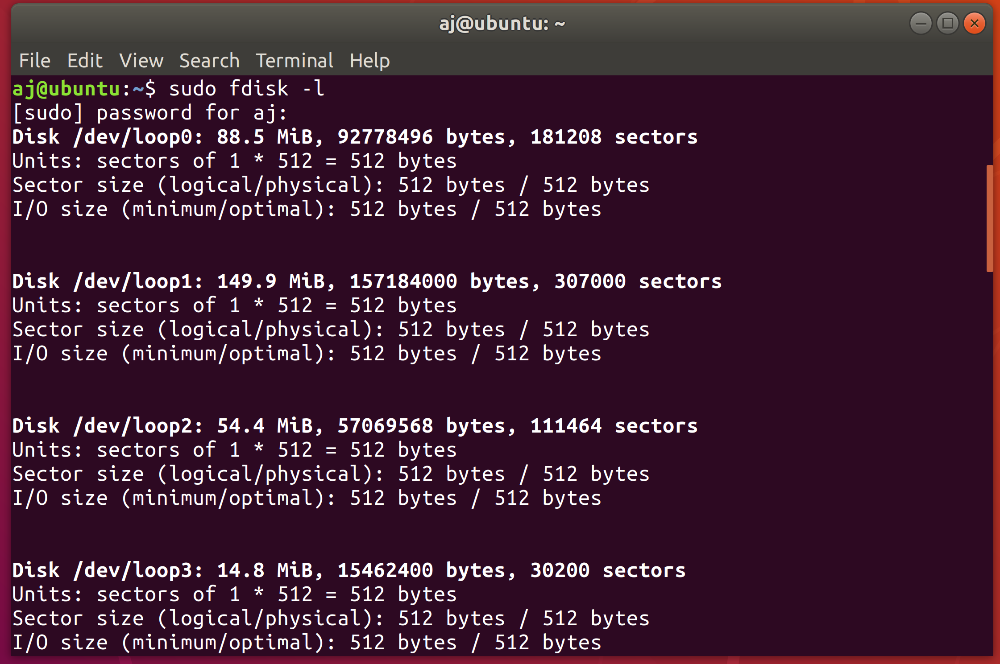 aj@ubuntu: ~
File Edit View Search Terminal Help
aj@ubuntu:~$ sudo fdisk -l
[sudo] password for aj:
Disk /dev/loop0: 88.5 MiB, 92778496 bytes, 181208 sectors
Units: sectors of 1 * 512 = 512 bytes
Sector size (logical/physical): 512 bytes / 512 bytes
I/O size (minimum/optimal): 512 bytes / 512 bytes
Disk /dev/loop1: 149.9 MiB, 157184000 bytes, 307000 sectors
Units: sectors of 1 * 512 = 512 bytes
Sector size (logical/physical): 512 bytes / 512 bytes
I/O size (minimum/optimal): 512 bytes / 512 bytes
Disk /dev/loop2: 54.4 MiB, 57069568 bytes, 111464 sectors
Units: sectors of 1 * 512 = 512 bytes
Sector size (logical/physical): 512 bytes / 512 bytes
I/O size (minimum/optimal): 512 bytes / 512 bytes
Disk /dev/loop3: 14.8 MiB, 15462400 bytes, 30200 sectors
Units: sectors of 1 * 512 = 512 bytes
Sector size (logical/physical): 512 bytes / 512 bytes
I/O size (minimum/optimal): 512 bytes / 512 bytes